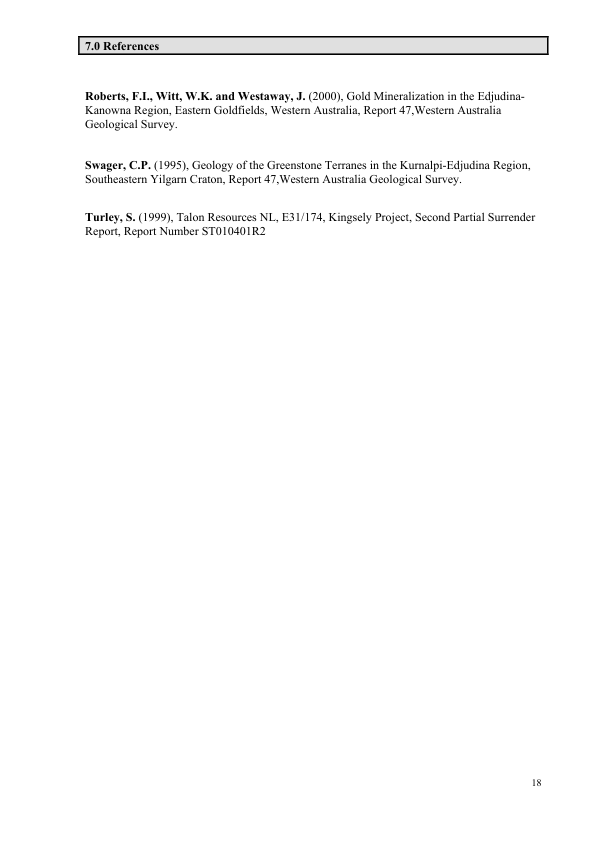 7.0 References
Roberts, F.I., Witt, W.K. and Westaway, J. (2000), Gold Mineralization in the Edjudina-
Kanowna Region, Eastern Goldfields, Western Australia, Report 47,Western Australia
Geological Survey.
Swager, C.P. (1995), Geology of the Greenstone Terranes in the Kurnalpi-Edjudina Region,
Southeastern Yilgarn Craton, Report 47,Western Australia Geological Survey.
Turley, S. (1999), Talon Resources NL, E31/174, Kingsely Project, Second Partial Surrender
Report, Report Number ST010401R2
18